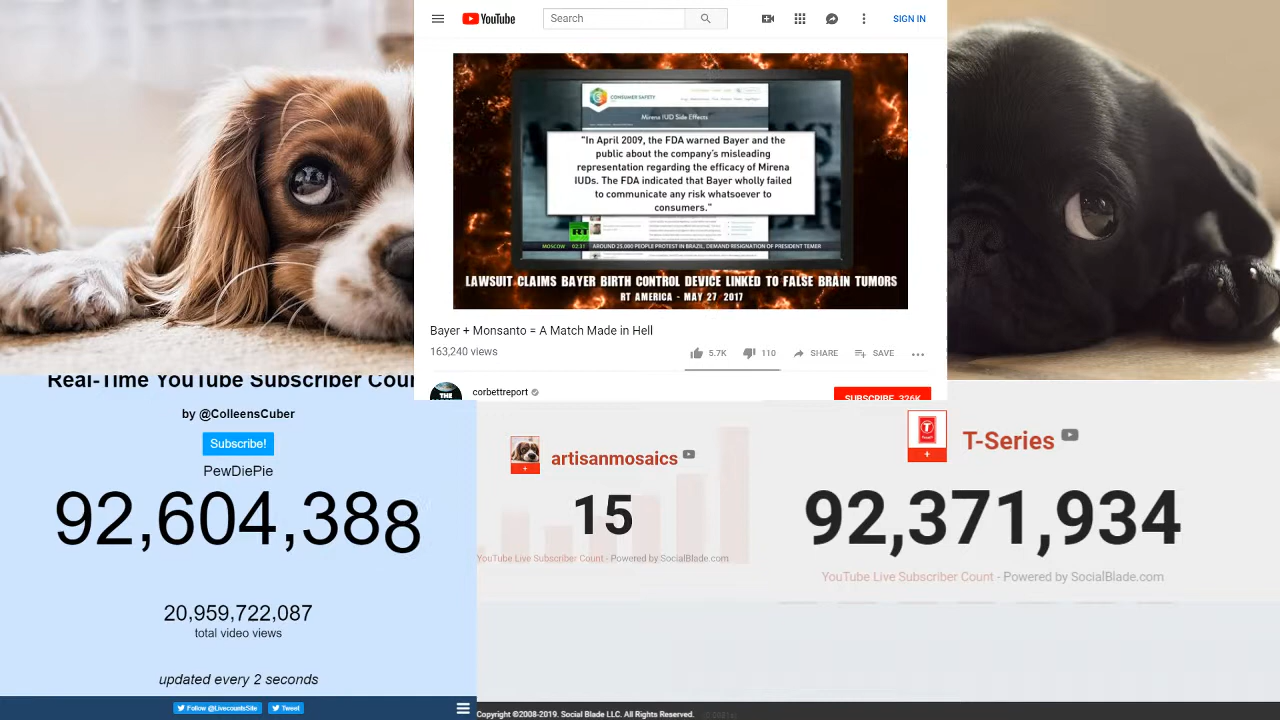 YouTube
Search
SIGN IN
CONSUMER SAFETY
Mirena IUD Side Effects
"In April 2009, the FDA warned Bayer and the
public about the company's misleading
representation regarding the efficacy of Mirena
IUDs. The FDA indicated that Bayer wholly failed
to communicate any risk whatsoever to
consumers."
RT
MOSCOW 02:31 AROUND 25,000 PEOPLE PROTEST IN BRAZIL, DEMAND RESIGNATION OF PRESIDENT TEMER
LAWSUIT CLAIMS BAYER BIRTH CONTROL DEVICE LINKED TO FALSE BRAIN TUMORS
RT AMERICA - MAY 27 2017
Bayer + Monsanto = A Match Made in Hell
163,240 views
5.7K 110 SHARE SAVE
THE
corbettreport
SUBSCRIBE 326K
Real-Time YouTube Subscriber Coun
by @ColleensCuber
Subscribe!
PewDiePie
92,604,388
20,959,722,087
total video views
updated every 2 seconds
Follow @LivecountsSite Tweet
artisanmosaics
15
YouTube Live Subscriber Count - Powered by SocialBlade.com
T-Series
92,371,934
YouTube Live Subscriber Count - Powered by SocialBlade.com
Copyright ©2008-2019. Social Blade LLC. All Rights Reserved.